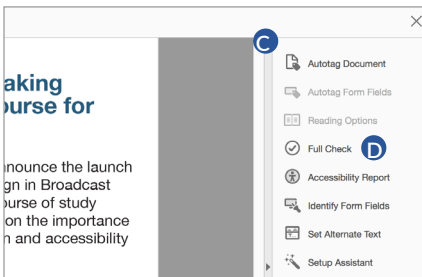 aking
ourse for
nnounce the launch
gn in Broadcast
ourse of study
on the importance
n and accessibility
C
Autotag Document
Autotag Form Fields
Reading Options
Full Check
D
Accessibility Report
Identify Form Fields
Set Alternate Text
Setup Assistant